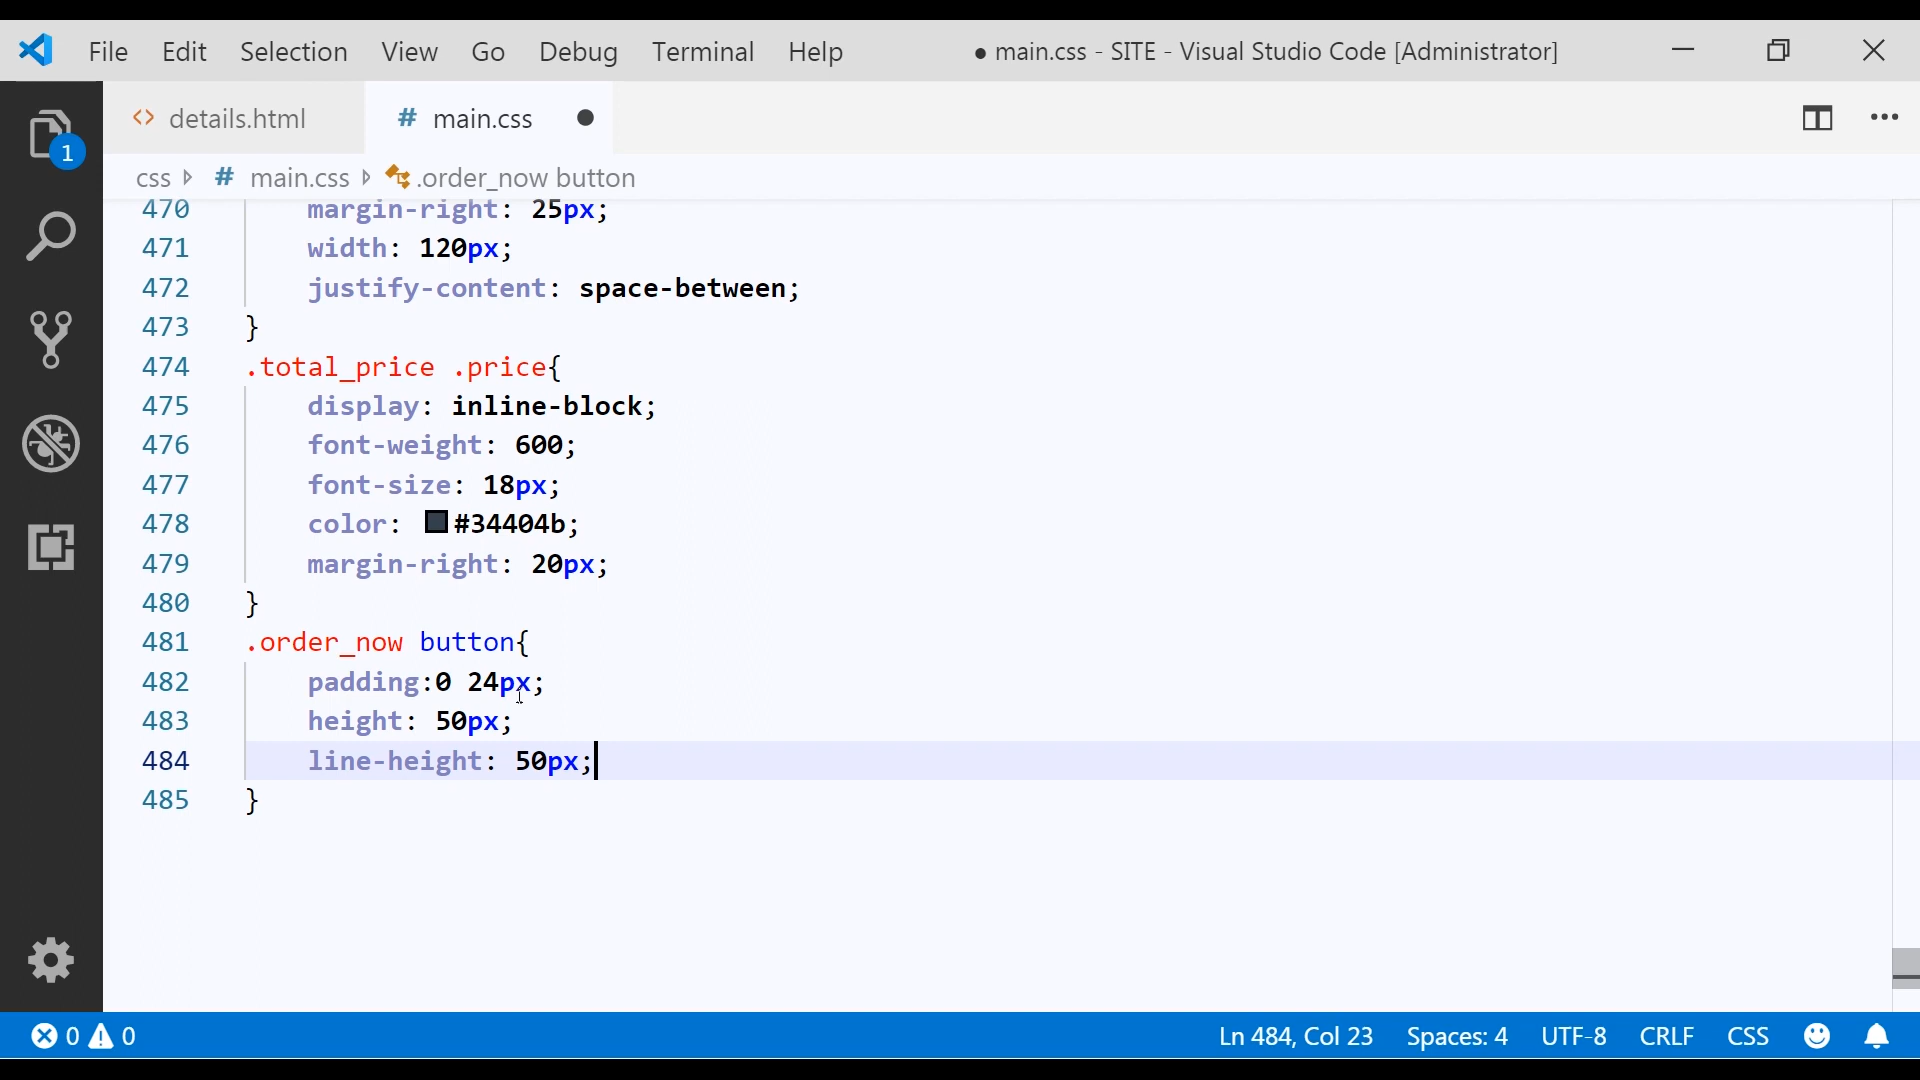 File Edit Selection View Go Debug Terminal Help ● main.css - SITE - Visual Studio Code [Administrator]
1
<> details.html # main.css ●
css # main.css .order_now button
470 margin-right: 25px;
471 width: 120px;
472 justify-content: space-between;
473 }
474 .total_price .price{
475 display: inline-block;
476 font-weight: 600;
477 font-size: 18px;
478 color: #34404b;
479 margin-right: 20px;
480 }
481 .order_now button{
482 padding:0 24px;
483 height: 50px;
484 line-height: 50px;
485 }
0 0 Ln 484, Col 23 Spaces: 4 UTF-8 CRLF CSS